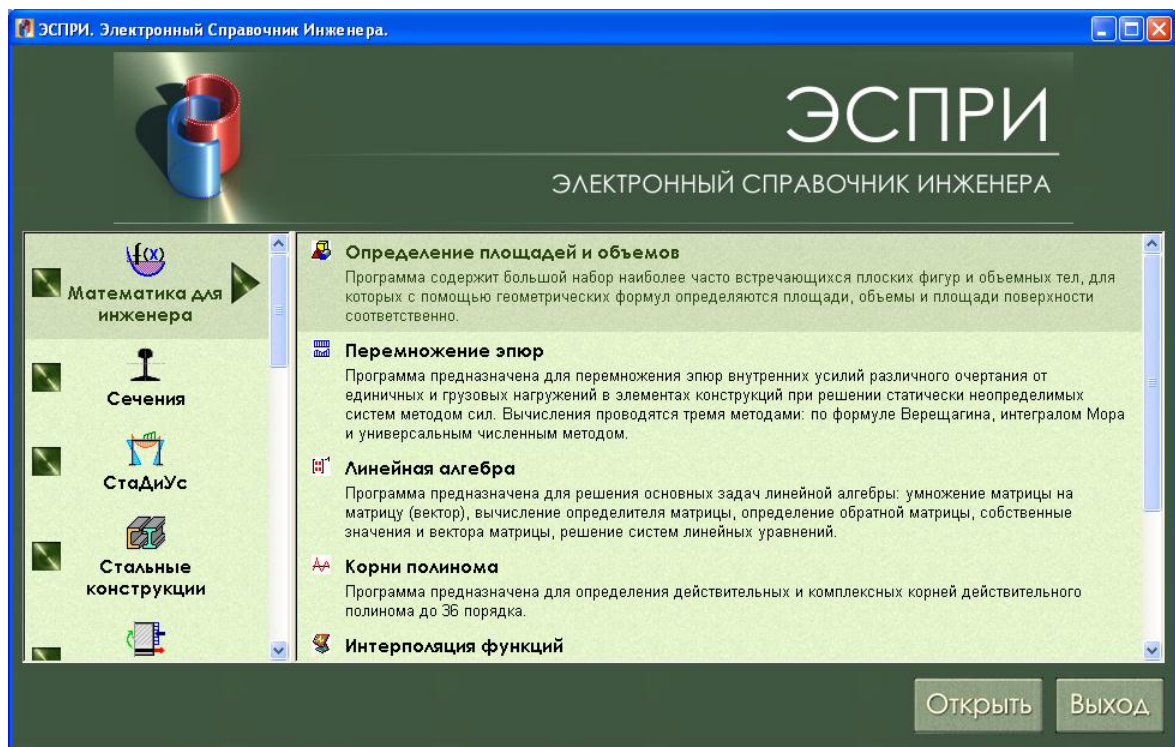 ЭСПРИ. Электронный Справочник Инженера.
ЭСПРИ
ЭЛЕКТРОННЫЙ СПРАВОЧНИК ИНЖЕНЕРА
f(x)
Математика для
инженера
Сечения
СтаДиУс
Стальные
конструкции
Определение площадей и объемов
Программа содержит большой набор наиболее часто встречающихся плоских фигур и объемных тел, для
которых с помощью геометрических формул определяются площади, объемы и площади поверхности
соответственно.
Перемножение эпюр
Программа предназначена для перемножения эпюр внутренних усилий различного очертания от
единичных и грузовых нагружений в элементах конструкций при решении статически неопределимых
систем методом сил. Вычисления проводятся тремя методами: по формуле Верещагина, интегралом Мора
и универсальным численным методом.
Линейная алгебра
Программа предназначена для решения основных задач линейной алгебры: умножение матрицы на
матрицу (вектор), вычисление определителя матрицы, определение обратной матрицы, собственные
значения и вектора матрицы, решение систем линейных уравнений.
Корни полинома
Программа предназначена для определения действительных и комплексных корней действительного
полинома до 36 порядка.
Интерполяция функций
Открыть
Выход